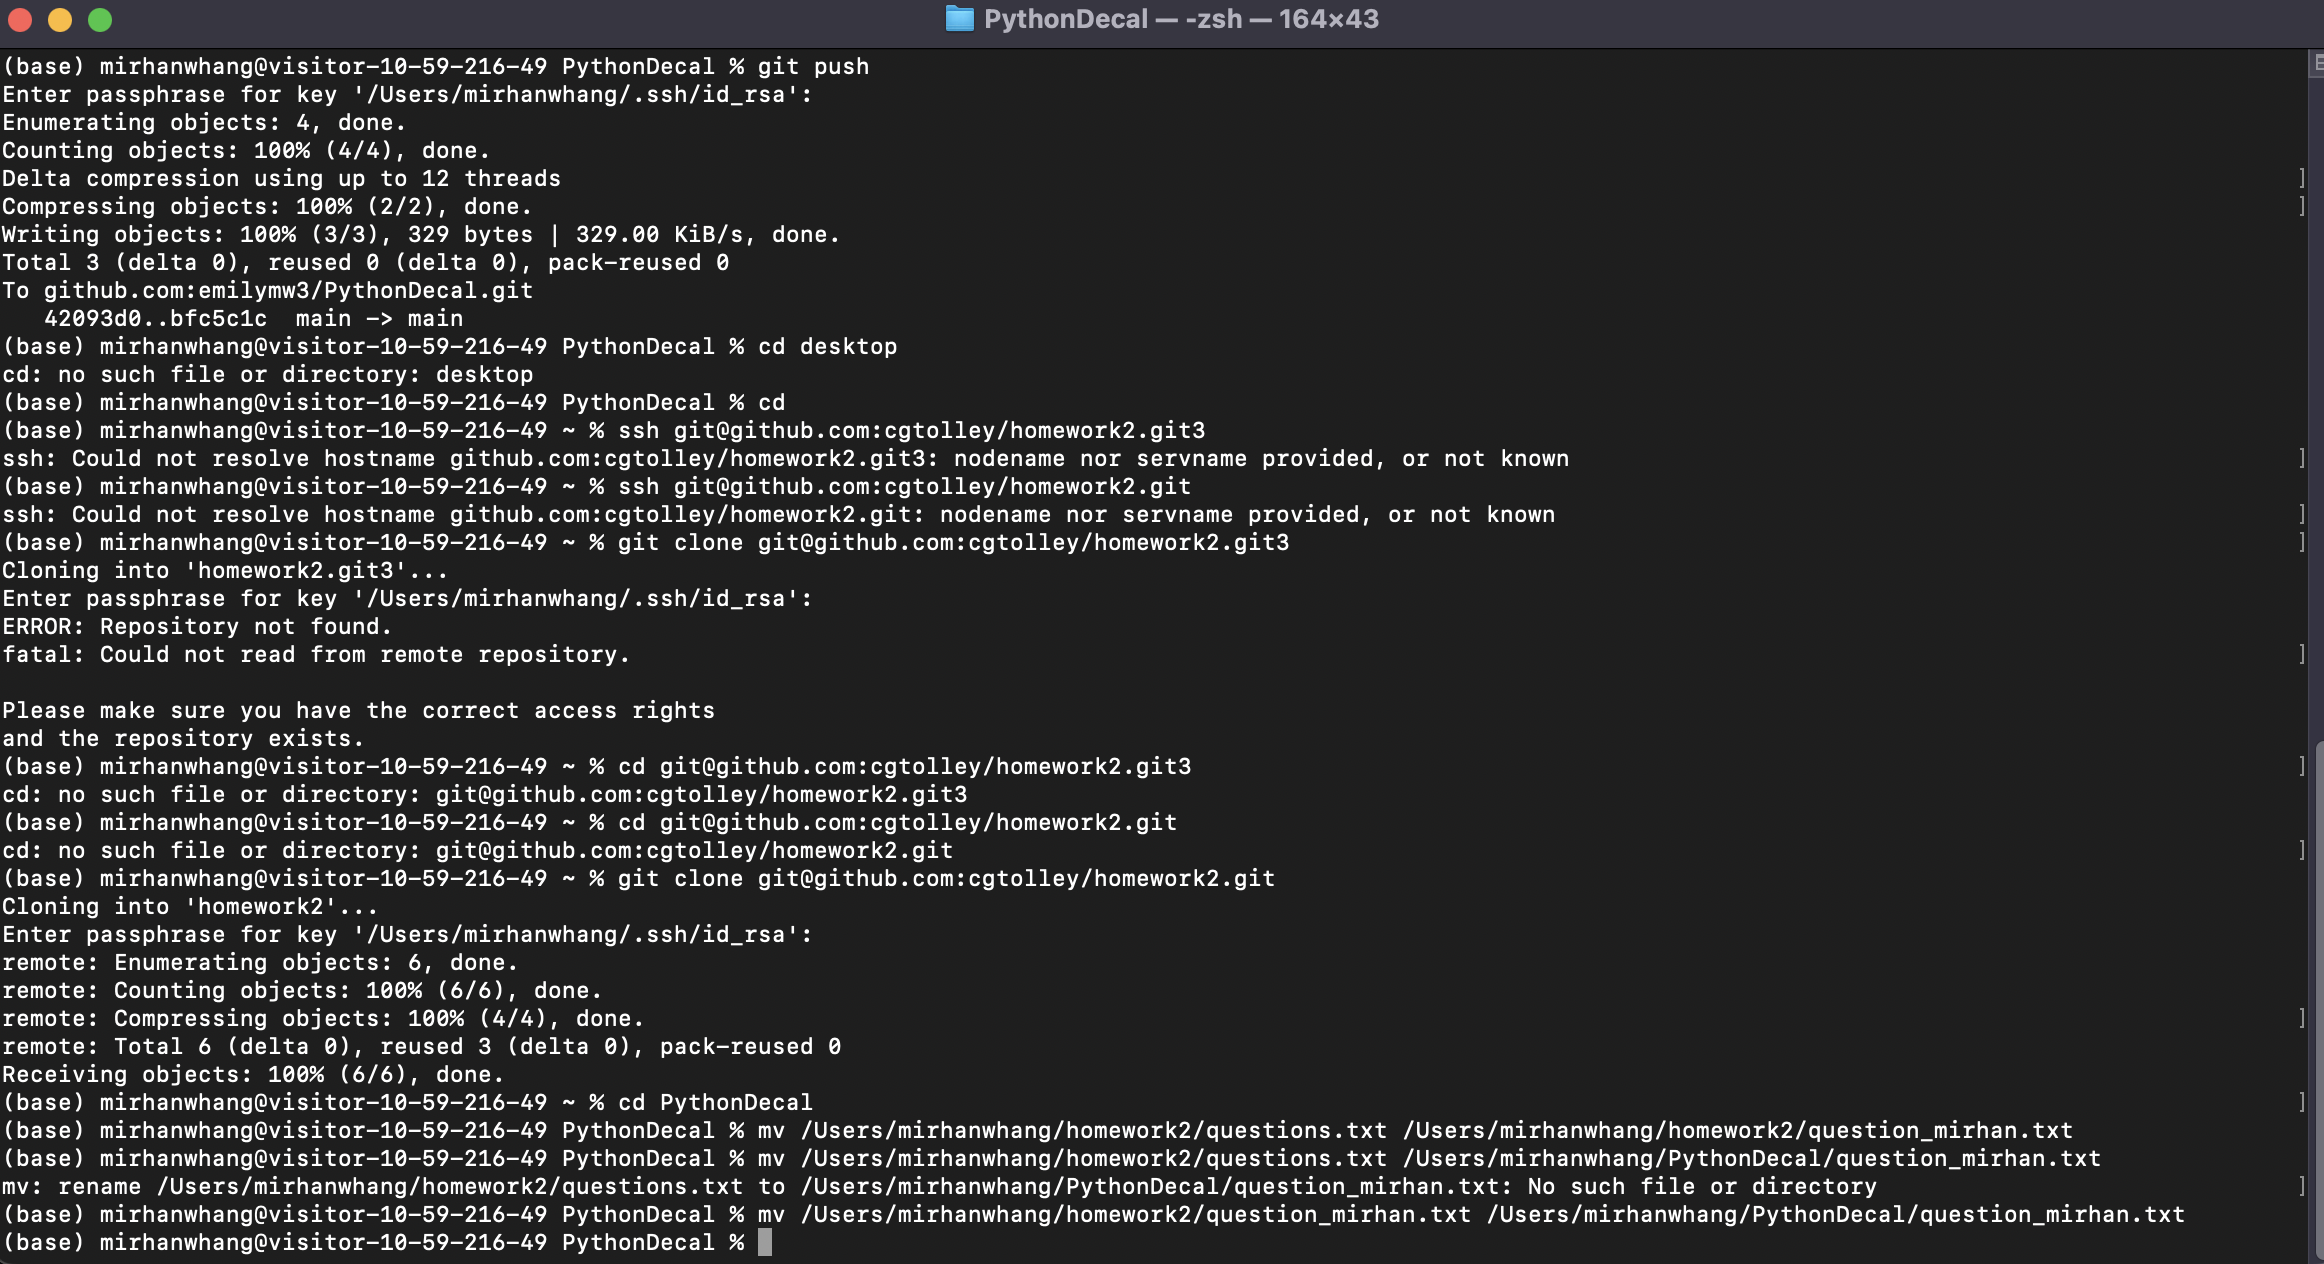 PythonDecal — -zsh — 164×43
(base) mirhanwhang@visitor-10-59-216-49 PythonDecal % git push
Enter passphrase for key '/Users/mirhanwhang/.ssh/id_rsa':
Enumerating objects: 4, done.
Counting objects: 100% (4/4), done.
Delta compression using up to 12 threads
Compressing objects: 100% (2/2), done.
Writing objects: 100% (3/3), 329 bytes | 329.00 KiB/s, done.
Total 3 (delta 0), reused 0 (delta 0), pack-reused 0
To github.com:emilymw3/PythonDecal.git
   42093d0..bfc5c1c  main -> main
(base) mirhanwhang@visitor-10-59-216-49 PythonDecal % cd desktop
cd: no such file or directory: desktop
(base) mirhanwhang@visitor-10-59-216-49 PythonDecal % cd
(base) mirhanwhang@visitor-10-59-216-49 ~ % ssh git@github.com:cgtolley/homework2.git3
ssh: Could not resolve hostname github.com:cgtolley/homework2.git3: nodename nor servname provided, or not known
(base) mirhanwhang@visitor-10-59-216-49 ~ % ssh git@github.com:cgtolley/homework2.git
ssh: Could not resolve hostname github.com:cgtolley/homework2.git: nodename nor servname provided, or not known
(base) mirhanwhang@visitor-10-59-216-49 ~ % git clone git@github.com:cgtolley/homework2.git3
Cloning into 'homework2.git3'...
Enter passphrase for key '/Users/mirhanwhang/.ssh/id_rsa':
ERROR: Repository not found.
fatal: Could not read from remote repository.

Please make sure you have the correct access rights
and the repository exists.
(base) mirhanwhang@visitor-10-59-216-49 ~ % cd git@github.com:cgtolley/homework2.git3
cd: no such file or directory: git@github.com:cgtolley/homework2.git3
(base) mirhanwhang@visitor-10-59-216-49 ~ % cd git@github.com:cgtolley/homework2.git
cd: no such file or directory: git@github.com:cgtolley/homework2.git
(base) mirhanwhang@visitor-10-59-216-49 ~ % git clone git@github.com:cgtolley/homework2.git
Cloning into 'homework2'...
Enter passphrase for key '/Users/mirhanwhang/.ssh/id_rsa':
remote: Enumerating objects: 6, done.
remote: Counting objects: 100% (6/6), done.
remote: Compressing objects: 100% (4/4), done.
remote: Total 6 (delta 0), reused 3 (delta 0), pack-reused 0
Receiving objects: 100% (6/6), done.
(base) mirhanwhang@visitor-10-59-216-49 ~ % cd PythonDecal
(base) mirhanwhang@visitor-10-59-216-49 PythonDecal % mv /Users/mirhanwhang/homework2/questions.txt /Users/mirhanwhang/homework2/question_mirhan.txt
(base) mirhanwhang@visitor-10-59-216-49 PythonDecal % mv /Users/mirhanwhang/homework2/questions.txt /Users/mirhanwhang/PythonDecal/question_mirhan.txt
mv: rename /Users/mirhanwhang/homework2/questions.txt to /Users/mirhanwhang/PythonDecal/question_mirhan.txt: No such file or directory
(base) mirhanwhang@visitor-10-59-216-49 PythonDecal % mv /Users/mirhanwhang/homework2/question_mirhan.txt /Users/mirhanwhang/PythonDecal/question_mirhan.txt
(base) mirhanwhang@visitor-10-59-216-49 PythonDecal %